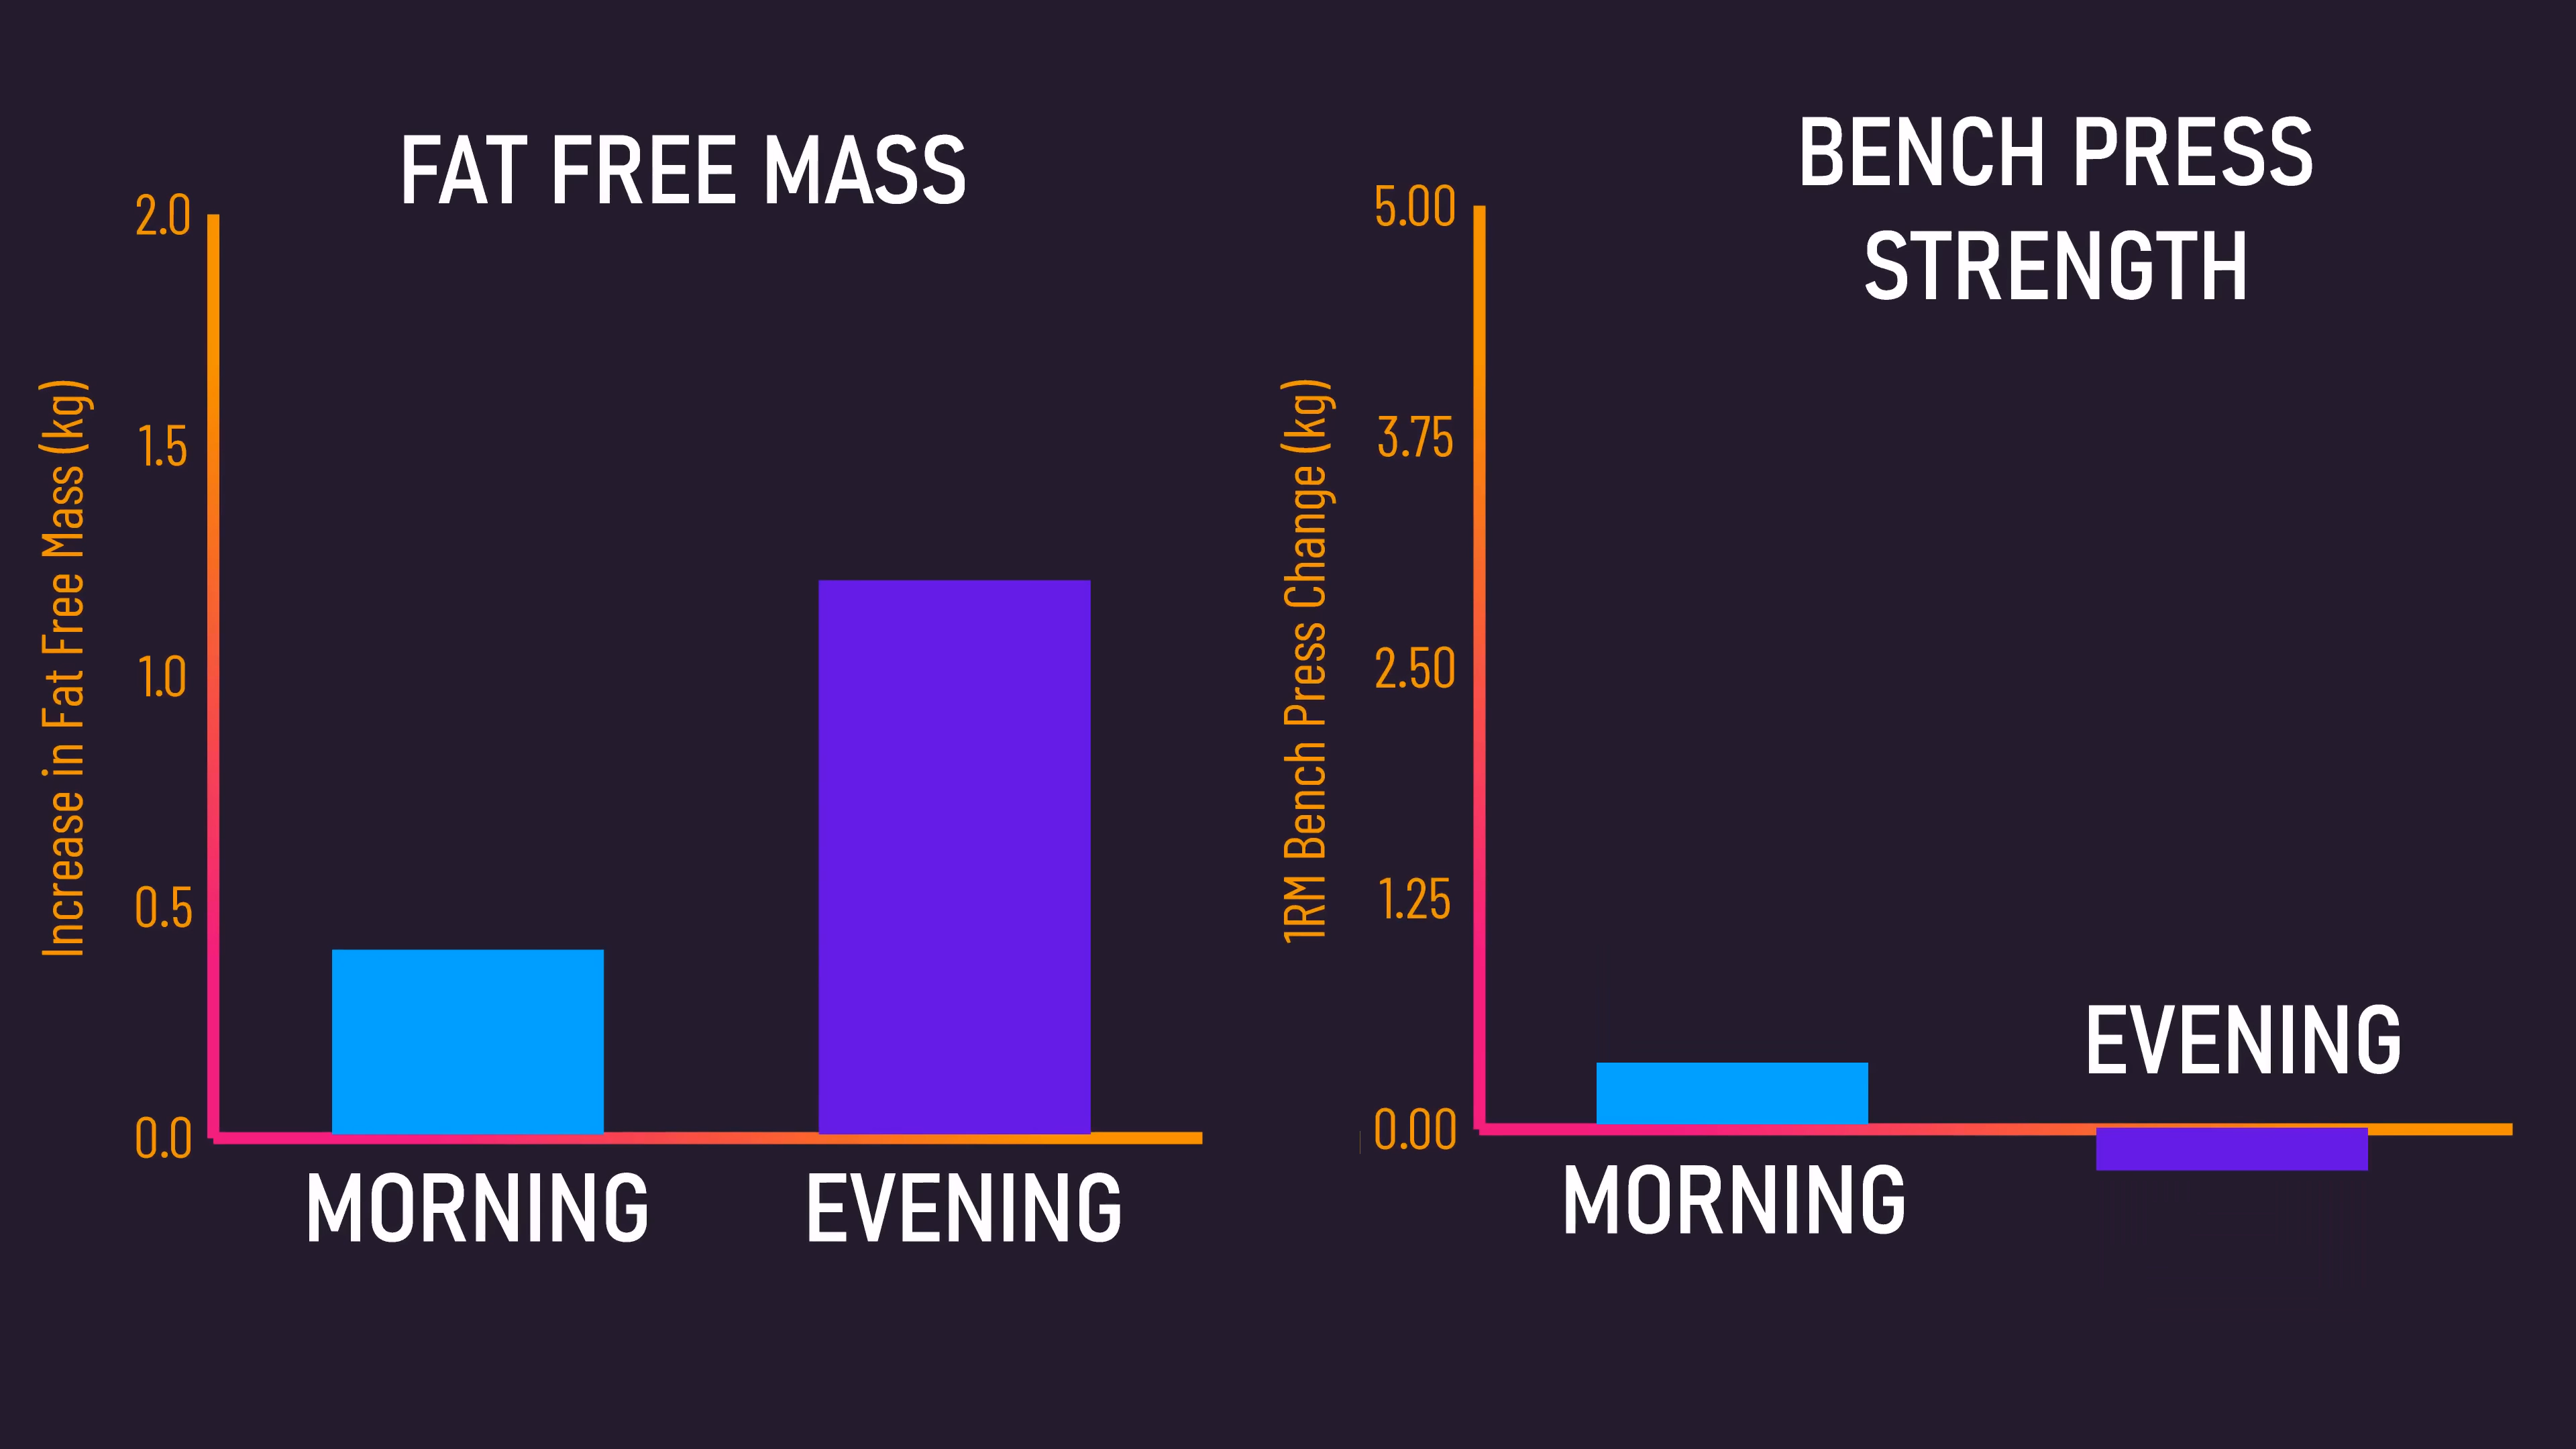 FAT FREE MASS
Increase in Fat Free Mass (kg)
2.0
1.5
1.0
0.5
0.0
MORNING
EVENING
BENCH PRESS
STRENGTH
1RM Bench Press Change (kg)
5.00
3.75
2.50
1.25
0.00
MORNING
EVENING